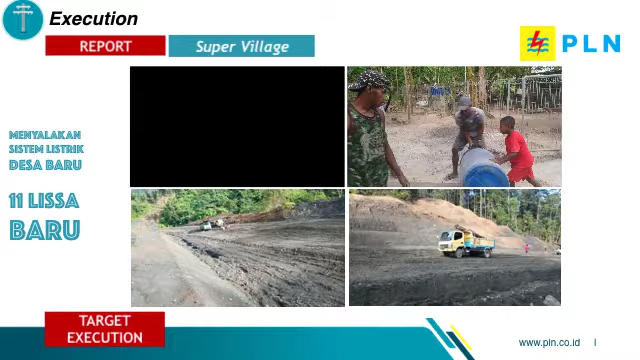 Execution
REPORT
Super Village
PLN
MENYALAKAN
SISTEM LISTRIK
DESA BARU
11 LISSA
BARU
TARGET
EXECUTION
www.pln.co.id |